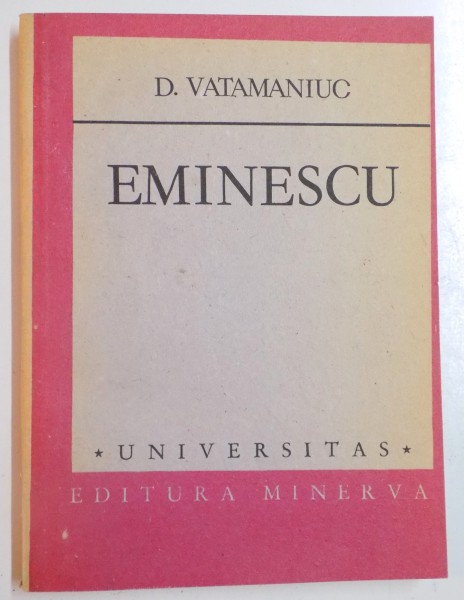 D. VATAMANIUC
EMINESCU
★ UNIVERSITAS ★
EDITURA MINERVA